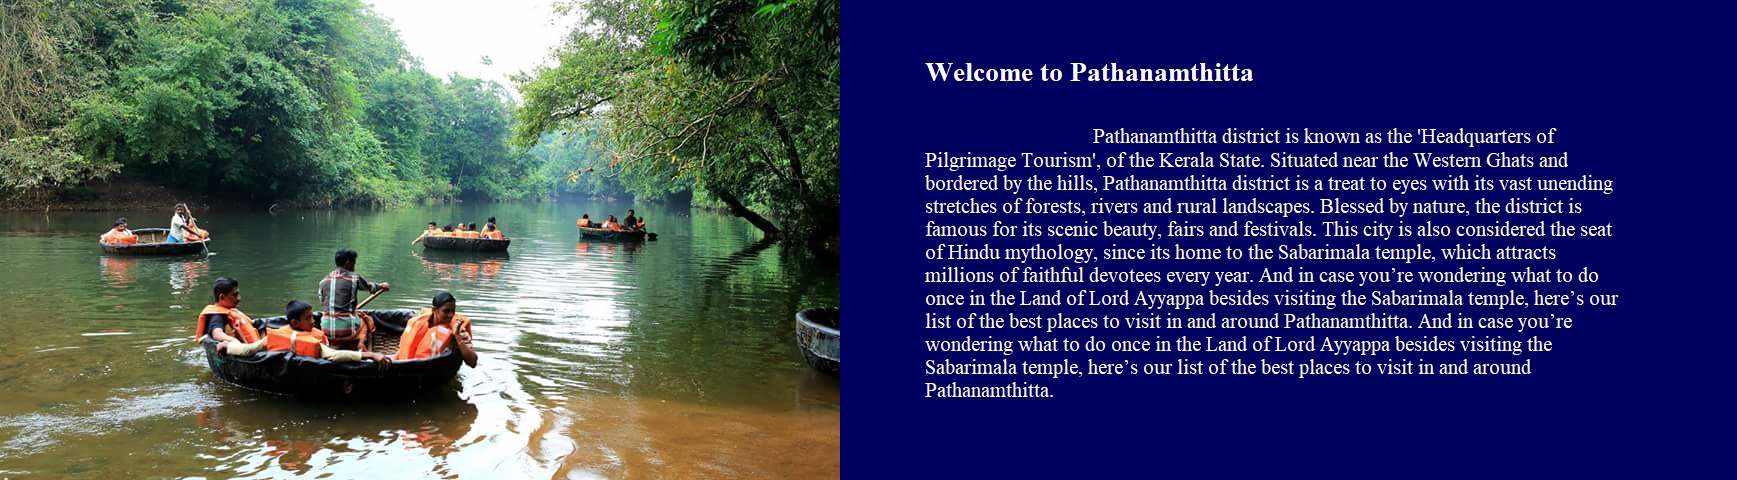 Welcome to Pathanamthitta
Pathanamthitta district is known as the 'Headquarters of
Pilgrimage Tourism', of the Kerala State. Situated near the Western Ghats and
bordered by the hills, Pathanamthitta district is a treat to eyes with its vast unending
stretches of forests, rivers and rural landscapes. Blessed by nature, the district is
famous for its scenic beauty, fairs and festivals. This city is also considered the seat
of Hindu mythology, since its home to the Sabarimala temple, which attracts
millions of faithful devotees every year. And in case you’re wondering what to do
once in the Land of Lord Ayyappa besides visiting the Sabarimala temple, here’s our
list of the best places to visit in and around Pathanamthitta. And in case you’re
wondering what to do once in the Land of Lord Ayyappa besides visiting the
Sabarimala temple, here’s our list of the best places to visit in and around
Pathanamthitta.